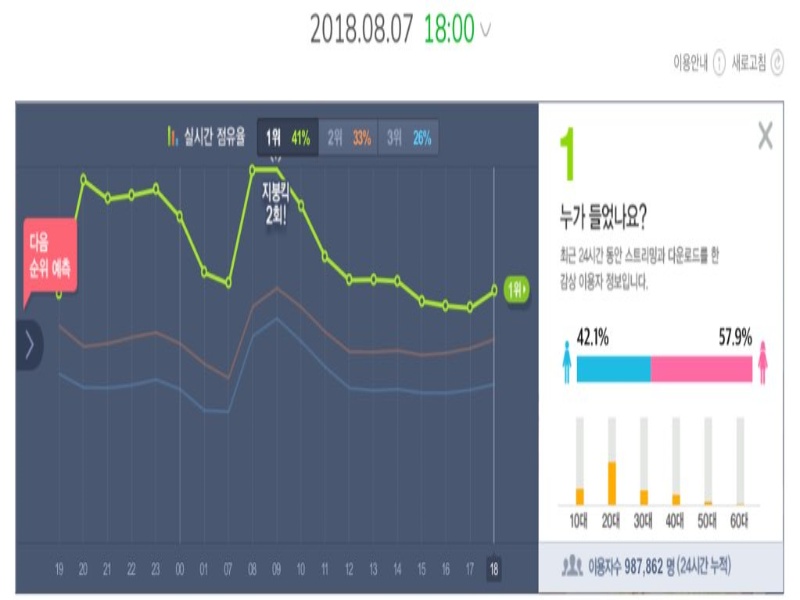 2018.08.07 18:00
이용안내 새로고침
실시간 점유율 1위 41% 2위 33% 3위 26%
지붕킥
2회!
다음
순위 예측
1위
19 20 21 22 23 00 01 07 08 09 10 11 12 13 14 15 16 17 18
1
누가 들었나요?
최근 24시간 동안 스트리밍과 다운로드를 한
감상 이용자 정보입니다.
42.1% 57.9%
10대 20대 30대 40대 50대 60대
이용자수 987,862 명 (24시간 누적)